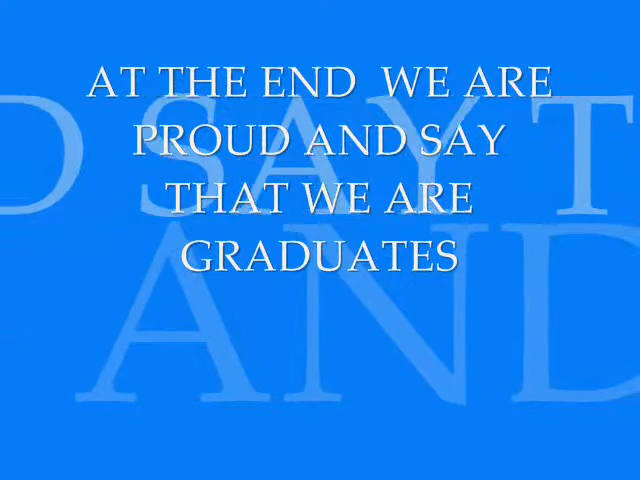 AT THE END  WE ARE
PROUD AND SAY
THAT WE ARE
GRADUATES
D SAY T
AND